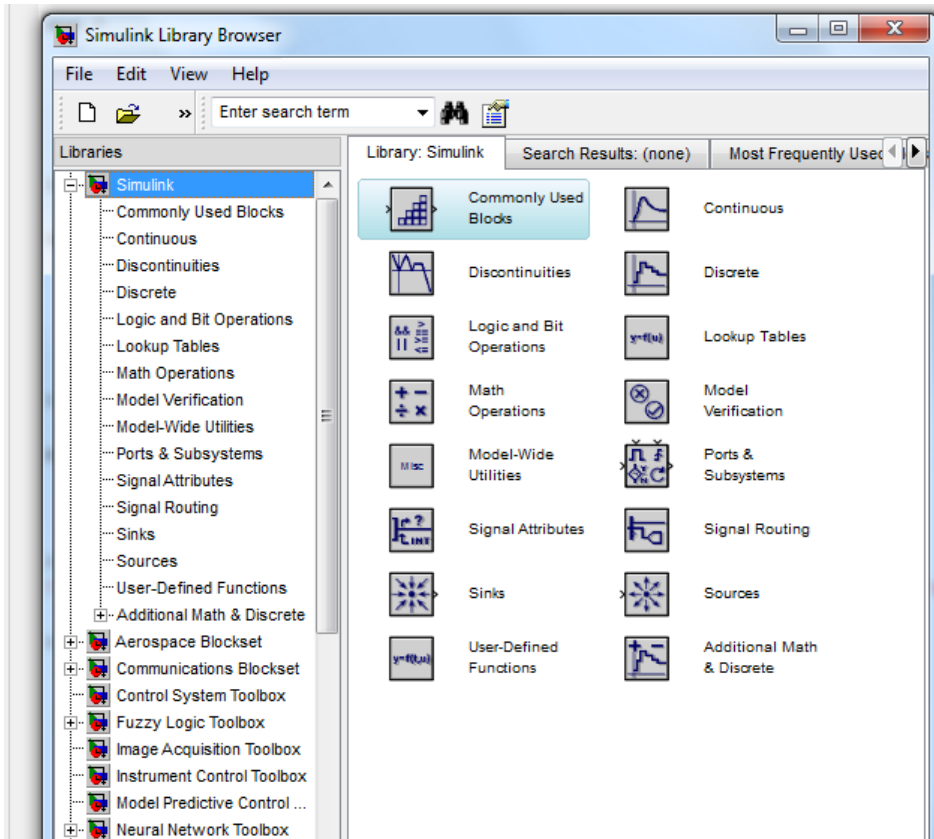 Simulink Library Browser
File Edit View Help
» Enter search term
Libraries
Library: Simulink Search Results: (none) Most Frequently Used
Simulink
Commonly Used Blocks
Continuous
Discontinuities
Discrete
Logic and Bit Operations
Lookup Tables
Math Operations
Model Verification
Model-Wide Utilities
Ports & Subsystems
Signal Attributes
Signal Routing
Sinks
Sources
User-Defined Functions
Additional Math & Discrete
Aerospace Blockset
Communications Blockset
Control System Toolbox
Fuzzy Logic Toolbox
Image Acquisition Toolbox
Instrument Control Toolbox
Model Predictive Control ...
Neural Network Toolbox
Commonly Used
Blocks
Continuous
Discontinuities
Discrete
&& >
|| >=
<=
Logic and Bit
Operations
y=f(u)
Lookup Tables
+ -
÷ ×
Math
Operations
Model
Verification
Misc
Model-Wide
Utilities
Ports &
Subsystems
?
INT
Signal Attributes
Signal Routing
Sinks
Sources
y=f(t,u)
User-Defined
Functions
Additional Math
& Discrete